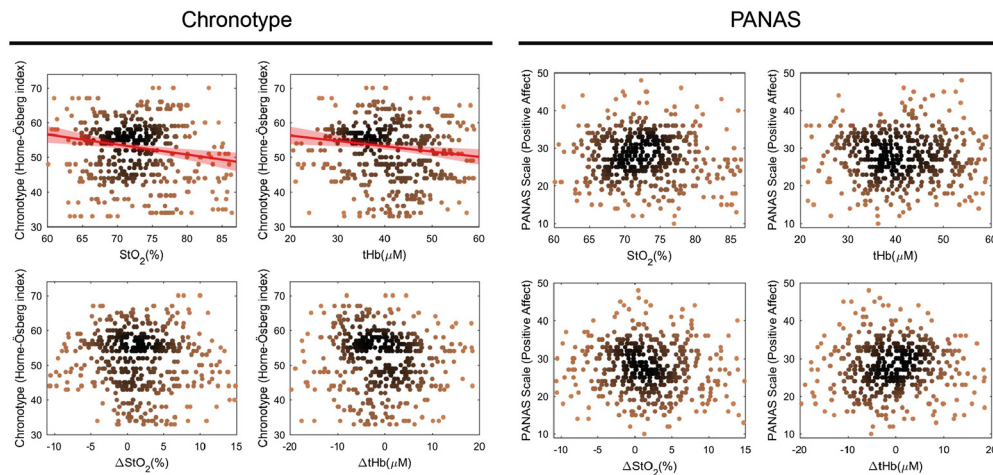 Chronotype
PANAS
Chronotype (Horne-Ösberg index)
70
60
50
40
30
60 65 70 75 80 85
StO2(%)
Chronotype (Horne-Ösberg index)
70
60
50
40
30
20 30 40 50 60
tHb(μM)
PANAS Scale (Positive Affect)
50
40
30
20
10
60 65 70 75 80 85
StO2(%)
PANAS Scale (Positive Affect)
50
40
30
20
10
20 30 40 50 60
tHb(μM)
Chronotype (Horne-Ösberg index)
70
60
50
40
30
-10 -5 0 5 10 15
ΔStO2(%)
Chronotype (Horne-Ösberg index)
70
60
50
40
30
-20 -10 0 10 20
ΔtHb(μM)
PANAS Scale (Positive Affect)
50
40
30
20
10
-10 -5 0 5 10 15
ΔStO2(%)
PANAS Scale (Positive Affect)
50
40
30
20
10
-20 -10 0 10 20
ΔtHb(μM)